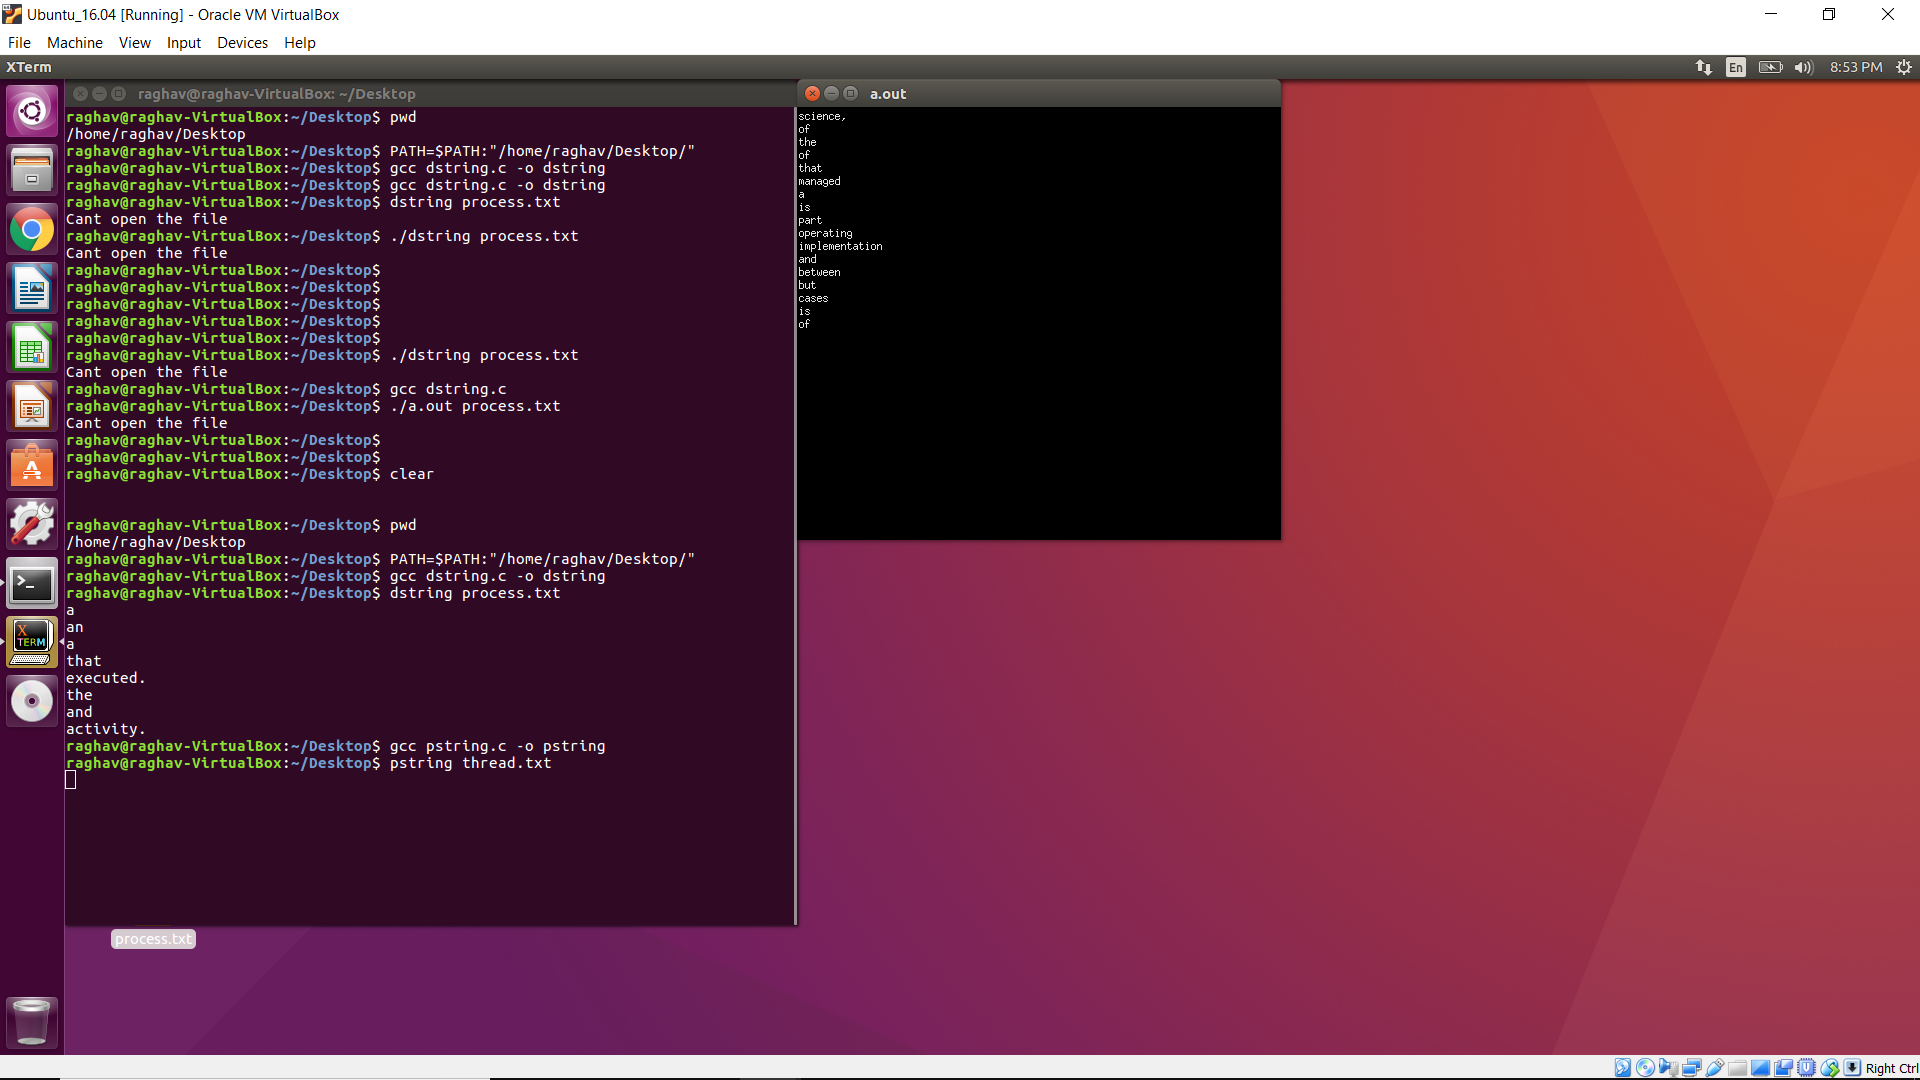 Ubuntu_16.04 [Running] - Oracle VM VirtualBox
File Machine View Input Devices Help
XTerm
En
8:53 PM
raghav@raghav-VirtualBox: ~/Desktop
raghav@raghav-VirtualBox:~/Desktop$ pwd
/home/raghav/Desktop
raghav@raghav-VirtualBox:~/Desktop$ PATH=$PATH:"/home/raghav/Desktop/"
raghav@raghav-VirtualBox:~/Desktop$ gcc dstring.c -o dstring
raghav@raghav-VirtualBox:~/Desktop$ gcc dstring.c -o dstring
raghav@raghav-VirtualBox:~/Desktop$ dstring process.txt
Cant open the file
raghav@raghav-VirtualBox:~/Desktop$ ./dstring process.txt
Cant open the file
raghav@raghav-VirtualBox:~/Desktop$
raghav@raghav-VirtualBox:~/Desktop$
raghav@raghav-VirtualBox:~/Desktop$
raghav@raghav-VirtualBox:~/Desktop$
raghav@raghav-VirtualBox:~/Desktop$
raghav@raghav-VirtualBox:~/Desktop$ ./dstring process.txt
Cant open the file
raghav@raghav-VirtualBox:~/Desktop$ gcc dstring.c
raghav@raghav-VirtualBox:~/Desktop$ ./a.out process.txt
Cant open the file
raghav@raghav-VirtualBox:~/Desktop$
raghav@raghav-VirtualBox:~/Desktop$
raghav@raghav-VirtualBox:~/Desktop$ clear
raghav@raghav-VirtualBox:~/Desktop$ pwd
/home/raghav/Desktop
raghav@raghav-VirtualBox:~/Desktop$ PATH=$PATH:"/home/raghav/Desktop/"
raghav@raghav-VirtualBox:~/Desktop$ gcc dstring.c -o dstring
raghav@raghav-VirtualBox:~/Desktop$ dstring process.txt
a
an
a
that
executed.
the
and
activity.
raghav@raghav-VirtualBox:~/Desktop$ gcc pstring.c -o pstring
raghav@raghav-VirtualBox:~/Desktop$ pstring thread.txt
a.out
science,
of
the
of
that
managed
a
is
part
operating
implementation
and
between
but
cases
is
of
X
TERM
process.txt
Right Ctrl